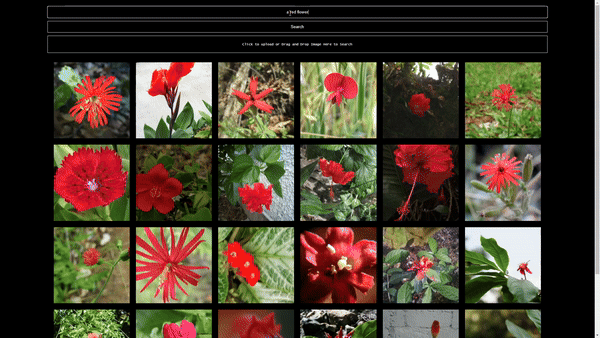 a red flower
Search
Click to upload or Drag and Drop Image Here to Search